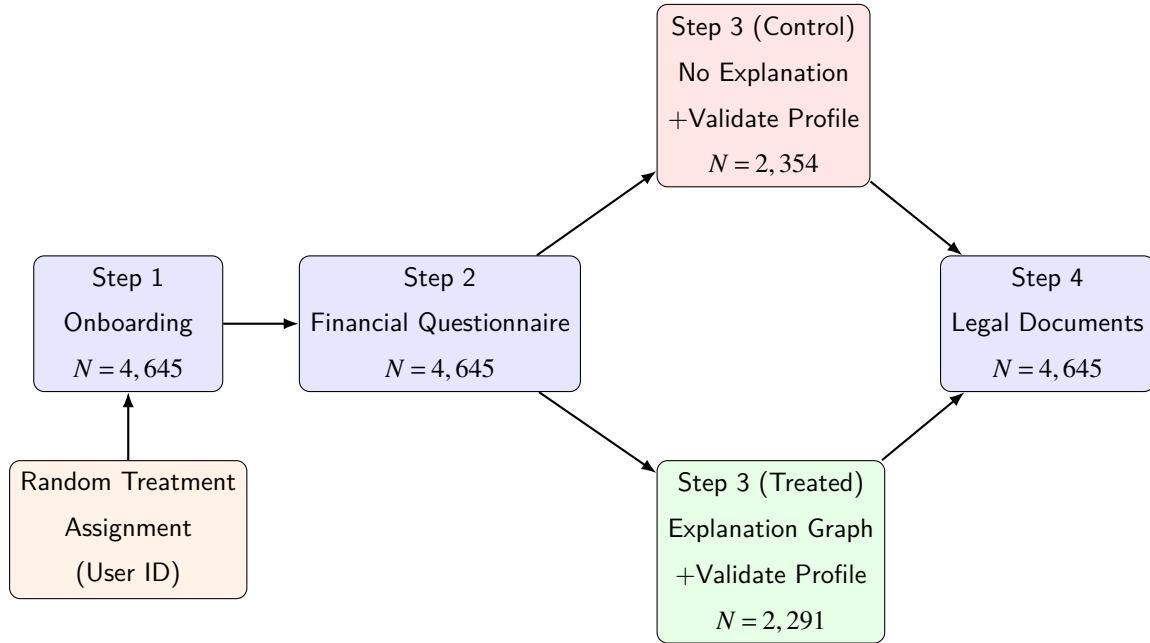 Step 1
Onboarding
N = 4, 645
Random Treatment
Assignment
(User ID)
Step 2
Financial Questionnaire
N = 4, 645
Step 3 (Control)
No Explanation
+Validate Profile
N = 2, 354
Step 3 (Treated)
Explanation Graph
+Validate Profile
N = 2, 291
Step 4
Legal Documents
N = 4, 645